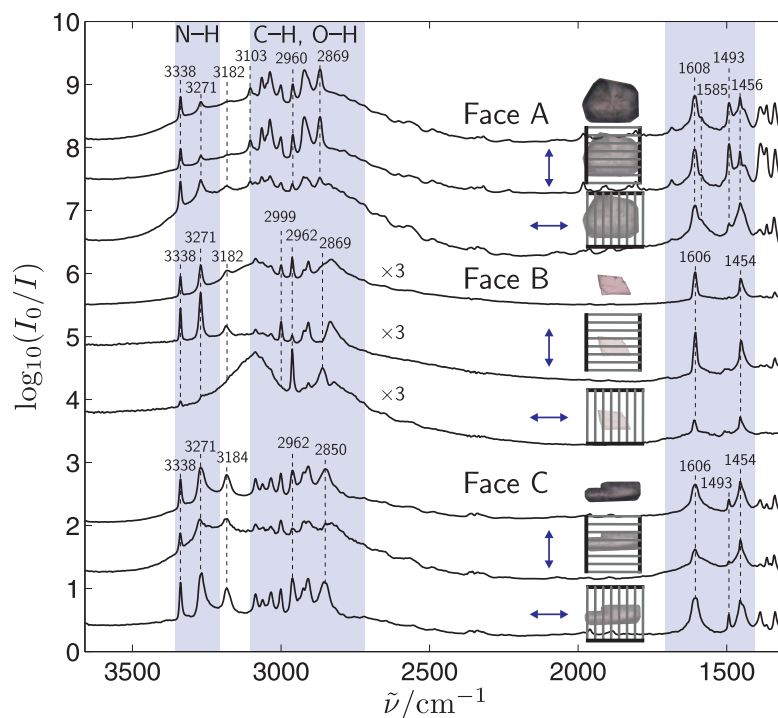 N–H C–H, O–H
3338 3271 3182 3103 2960 2869
1608 1585 1493 1456
Face A
3338 3271 3182 2999 2962 2869
×3
Face B
1606 1454
×3
×3
3338 3271 3184 2962 2850
Face C
1606 1493 1454
10
9
8
7
6
5
4
3
2
1
0
log₁₀(I₀/I)
3500 3000 2500 2000 1500
ν̃/cm⁻¹